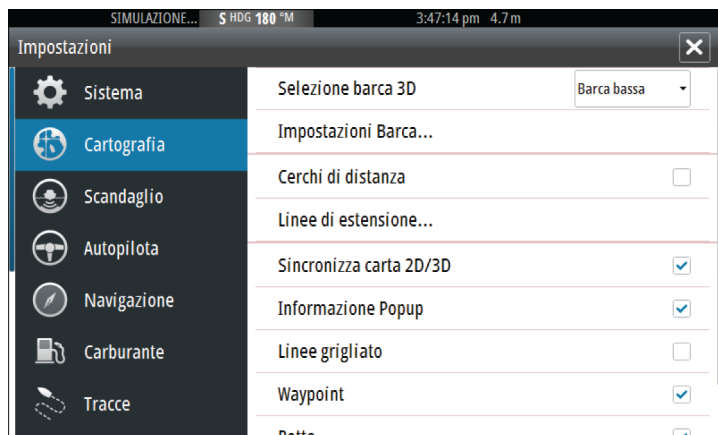 SIMULAZIONE... S HDG 180 °M 3:47:14 pm 4.7 m
Impostazioni
Sistema
Cartografia
Scandaglio
Autopilota
Navigazione
Carburante
Tracce
Selezione barca 3D Barca bassa
Impostazioni Barca...
Cerchi di distanza
Linee di estensione...
Sincronizza carta 2D/3D
Informazione Popup
Linee grigliato
Waypoint